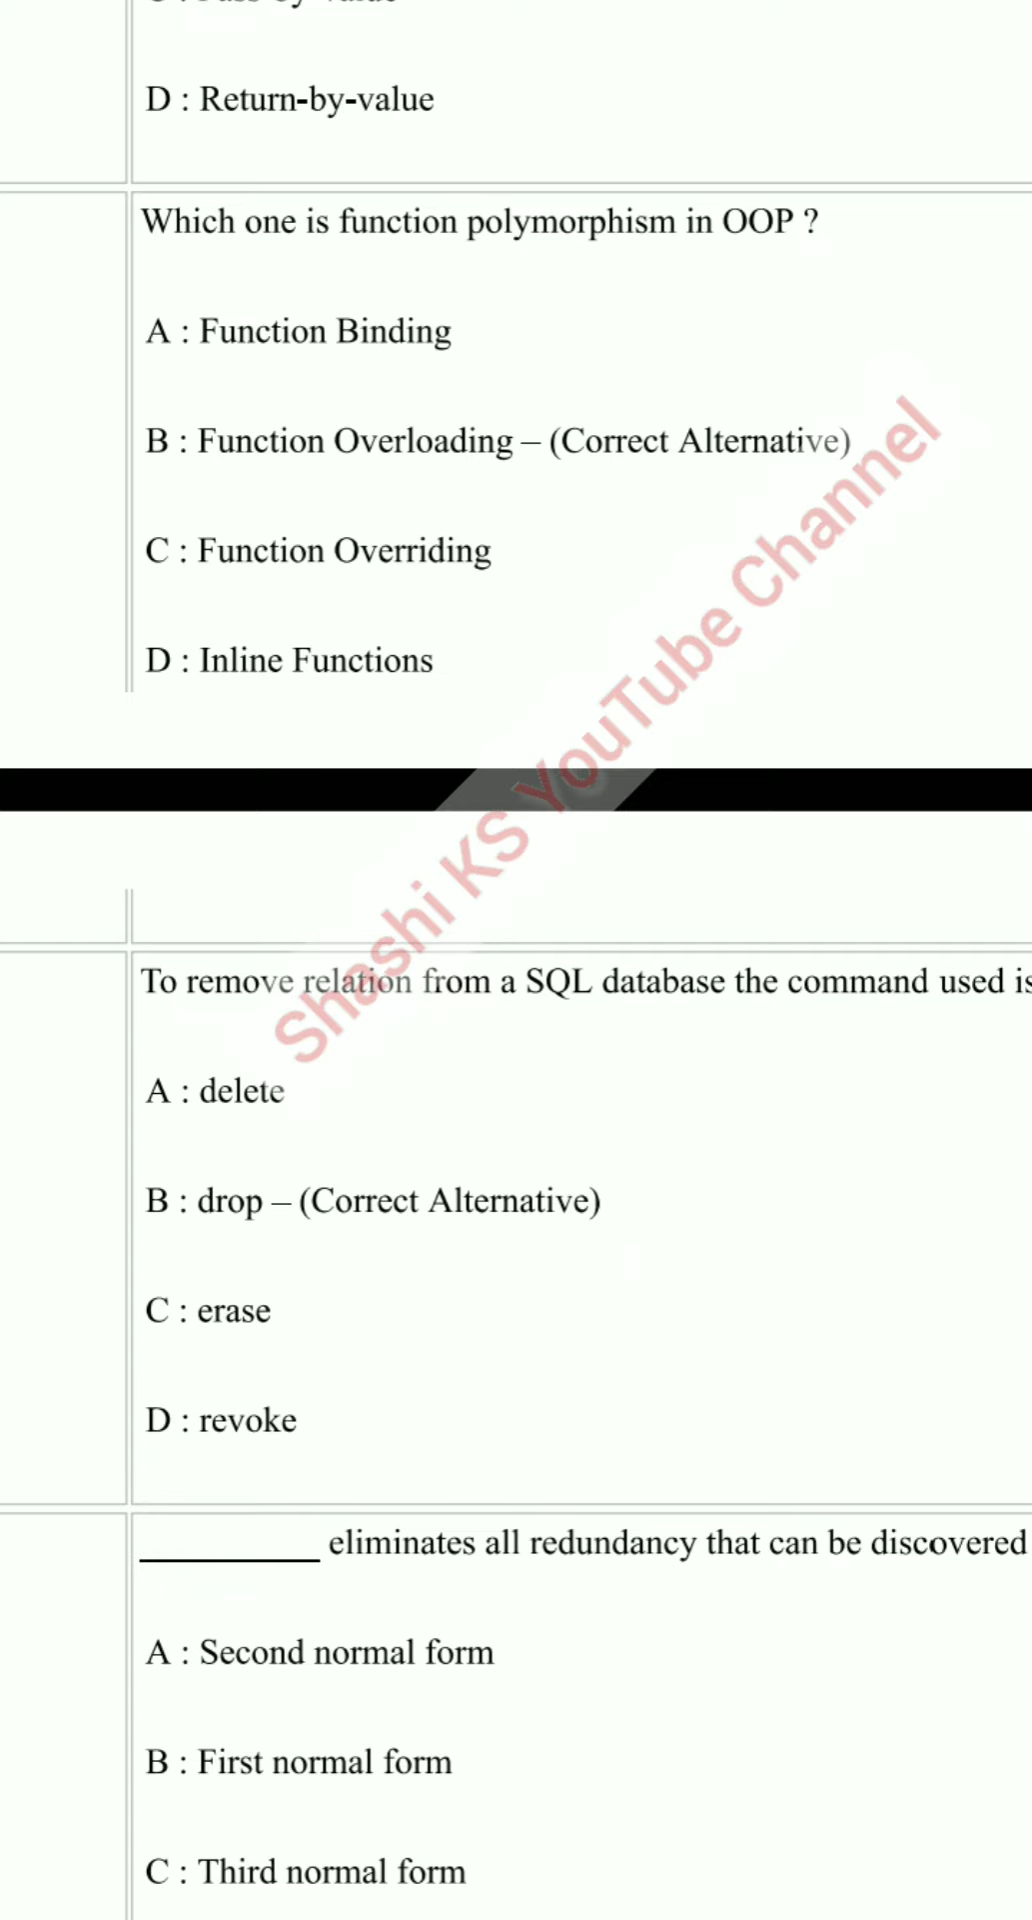 D : Return-by-value
Which one is function polymorphism in OOP ?
A : Function Binding
B : Function Overloading – (Correct Alternative)
C : Function Overriding
D : Inline Functions
Shashi KS YouTube Channel
To remove relation from a SQL database the command used is
A : delete
B : drop – (Correct Alternative)
C : erase
D : revoke
__________ eliminates all redundancy that can be discovered
A : Second normal form
B : First normal form
C : Third normal form